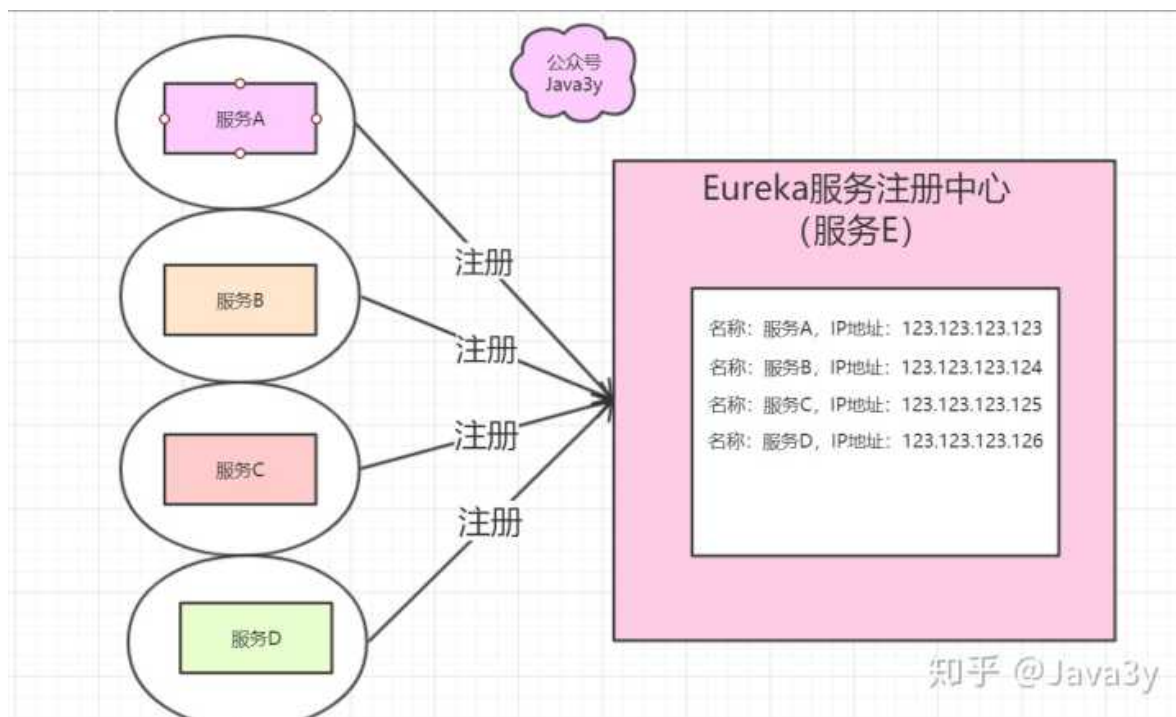 公众号
Java3y
服务A
服务B
服务C
服务D
注册
注册
注册
注册
Eureka服务注册中心
（服务E）
名称：服务A，IP地址：123.123.123.123
名称：服务B，IP地址：123.123.123.124
名称：服务C，IP地址：123.123.123.125
名称：服务D，IP地址：123.123.123.126
知乎 @Java3y